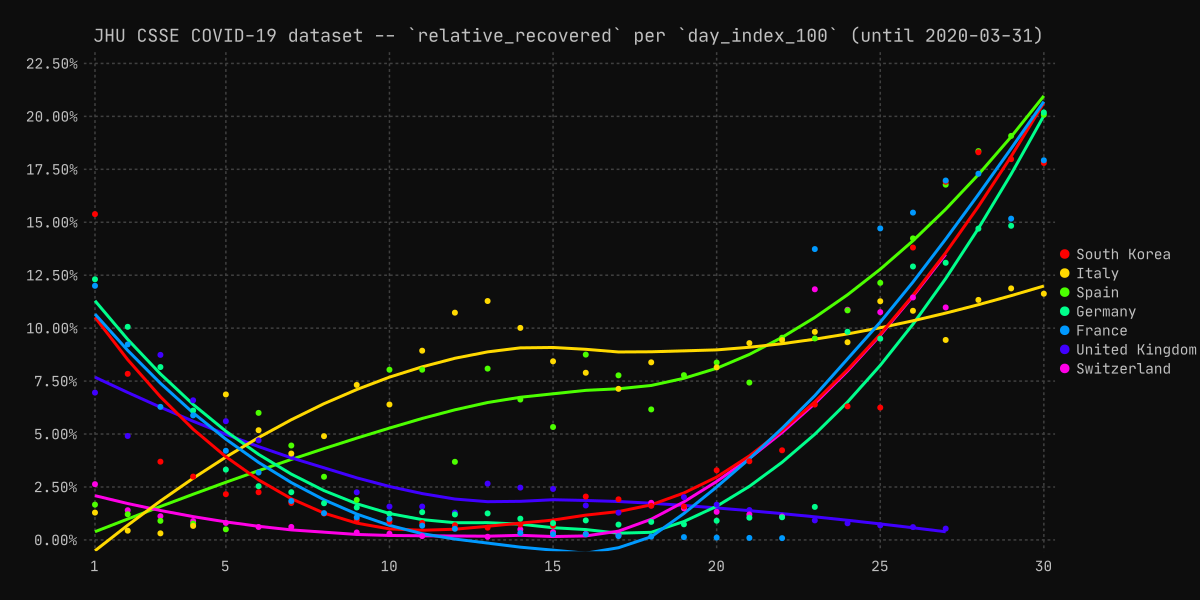 JHU CSSE COVID-19 dataset -- `relative_recovered` per `day_index_100` (until 2020-03-31)
22.50%
20.00%
17.50%
15.00%
12.50%
10.00%
7.50%
5.00%
2.50%
0.00%
1 5 10 15 20 25 30
South Korea
Italy
Spain
Germany
France
United Kingdom
Switzerland